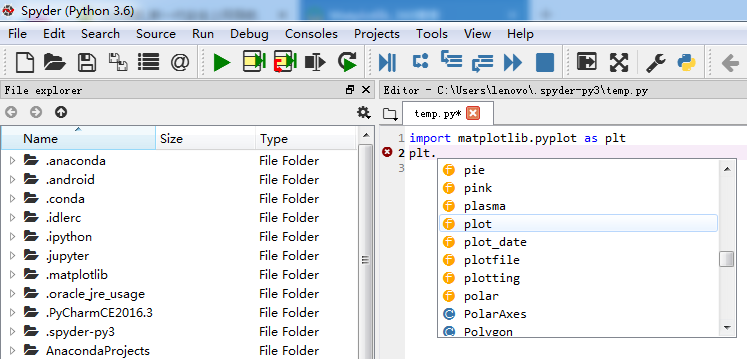 Spyder (Python 3.6)
File Edit Search Source Run Debug Consoles Projects Tools View Help
File explorer
Editor - C:\Users\lenovo\.spyder-py3\temp.py
temp.py*
Name Size Type
.anaconda File Folder
.android File Folder
.conda File Folder
.idlerc File Folder
.ipython File Folder
.jupyter File Folder
.matplotlib File Folder
.oracle_jre_usage File Folder
.PyCharmCE2016.3 File Folder
.spyder-py3 File Folder
AnacondaProjects File Folder
1 import matplotlib.pyplot as plt
2 plt.
3
pie
pink
plasma
plot
plot_date
plotfile
plotting
polar
PolarAxes
Polygon